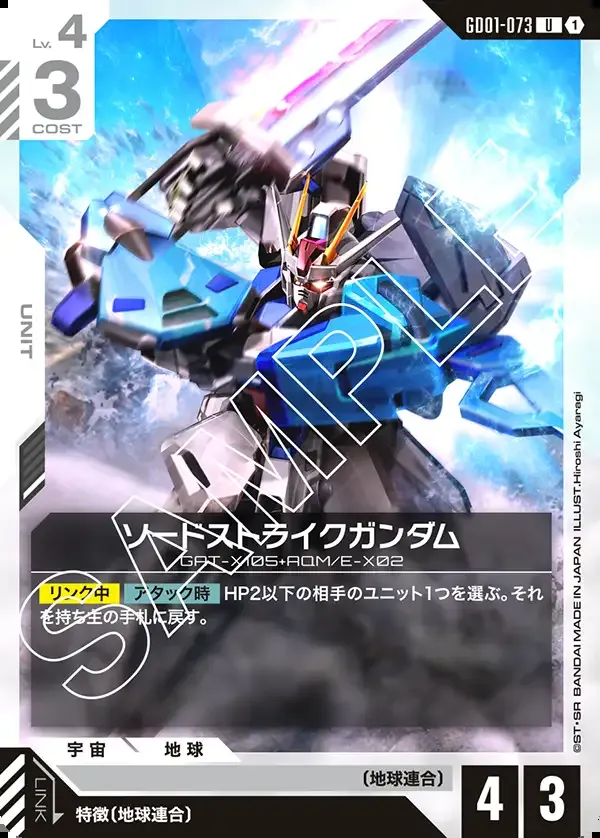 Lv. 4
3
COST
GD01-073 U 1
UNIT
SAMPLE
ソードストライクガンダム
GAT-X105+AQM/E-X02
リンク中 アタック時 HP2以下の相手のユニット1つを選ぶ。それ
を持ち主の手札に戻す。
宇宙 地球
LINK
〔地球連合〕
特徴〔地球連合〕
4 3
©ST・SR BANDAI MADE IN JAPAN ILLUST.Hiroshi Ayaragi